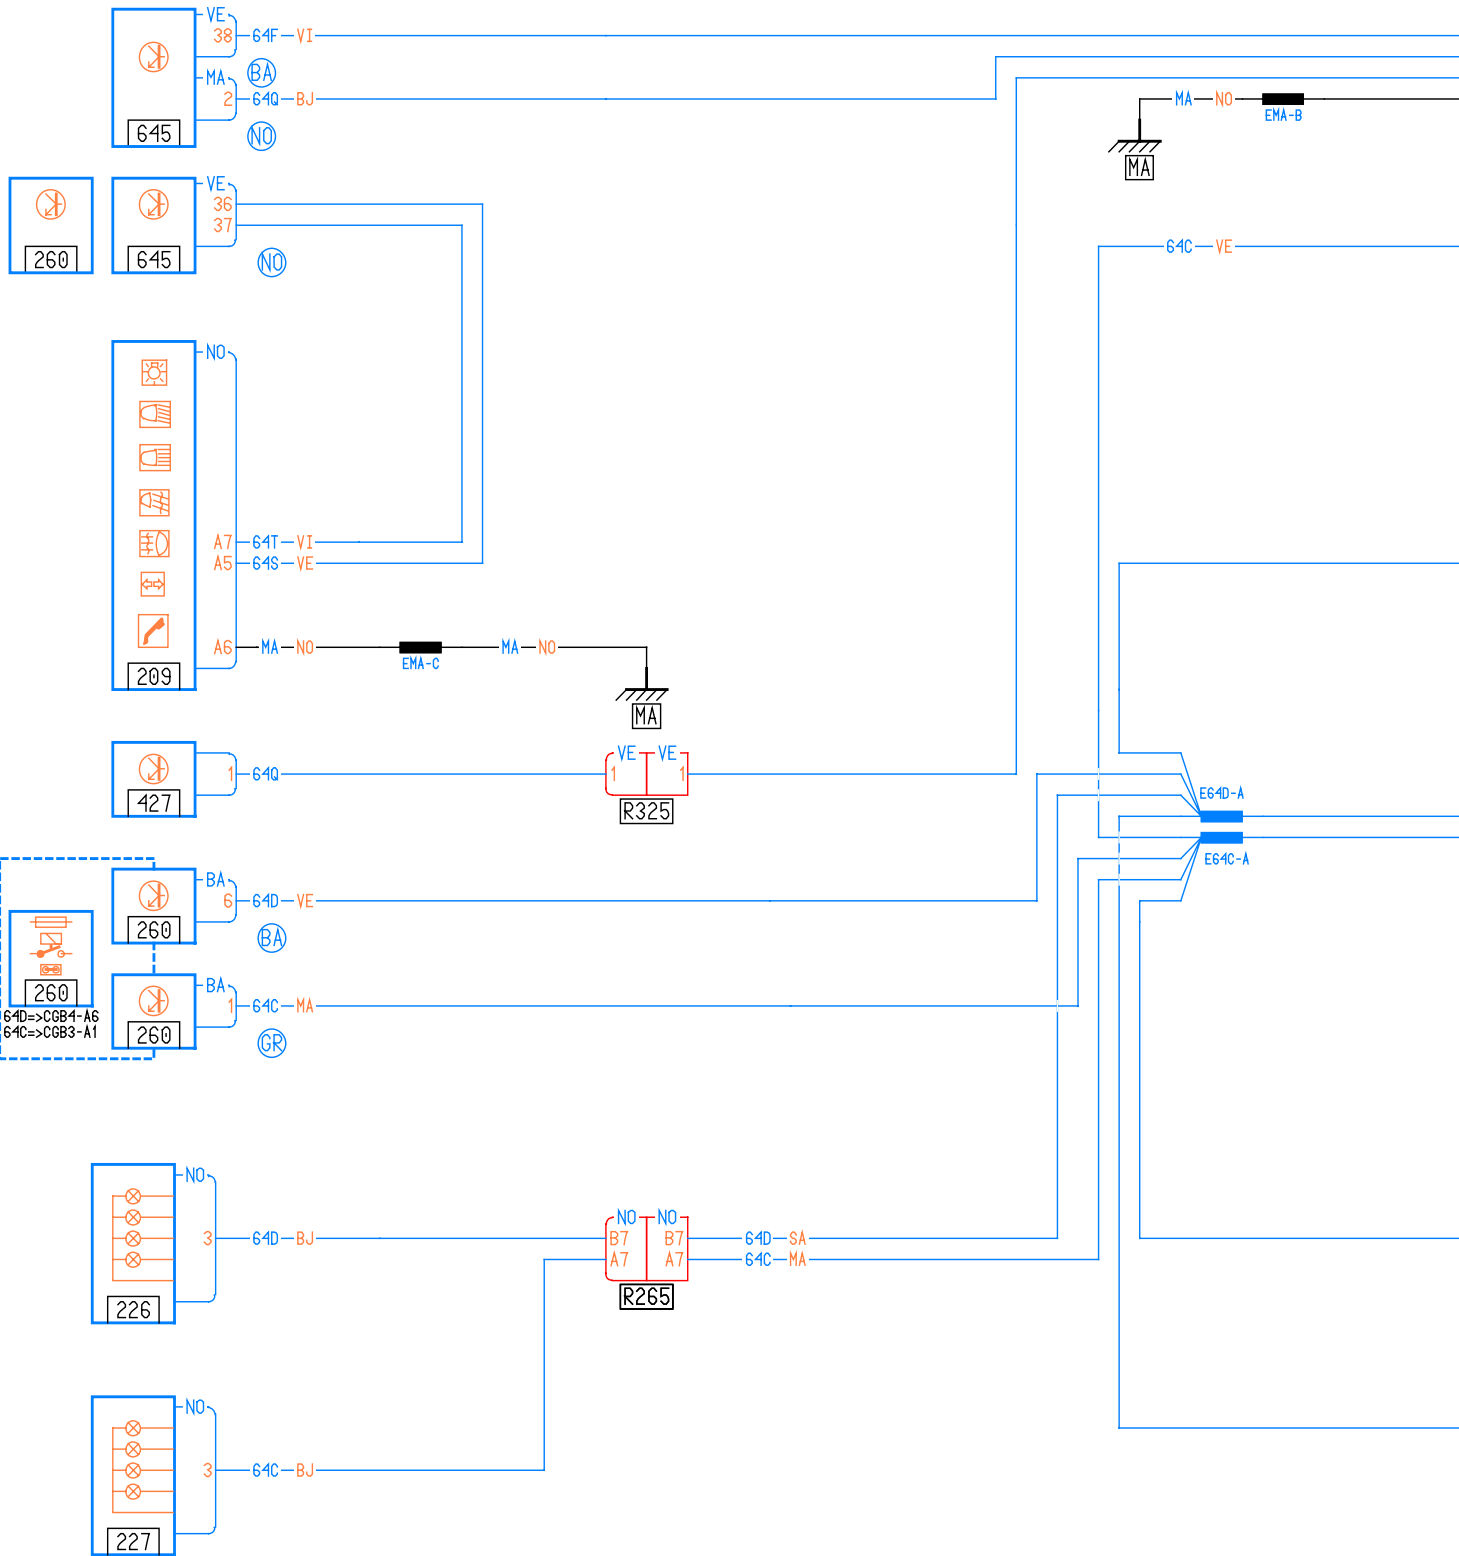 VE
38 64F VI
BA
MA
2 64Q BJ
645
NO
MA NO
EMA-B
MA
VE
36
37
260
645
NO
64C VE
NO
A7 64T VI
A5 64S VE
A6 MA NO MA NO
EMA-C
209
MA
VE VE
1 64Q 1 1
427
R325
E64D-A
E64C-A
BA
6 64D VE
260
BA
260
BA
1 64C MA
64D=>CGB4-A6
64C=>CGB3-A1
260
GR
NO
3 64D BJ
226
NO NO
B7 B7 64D SA
A7 A7 64C MA
R265
NO
3 64C BJ
227